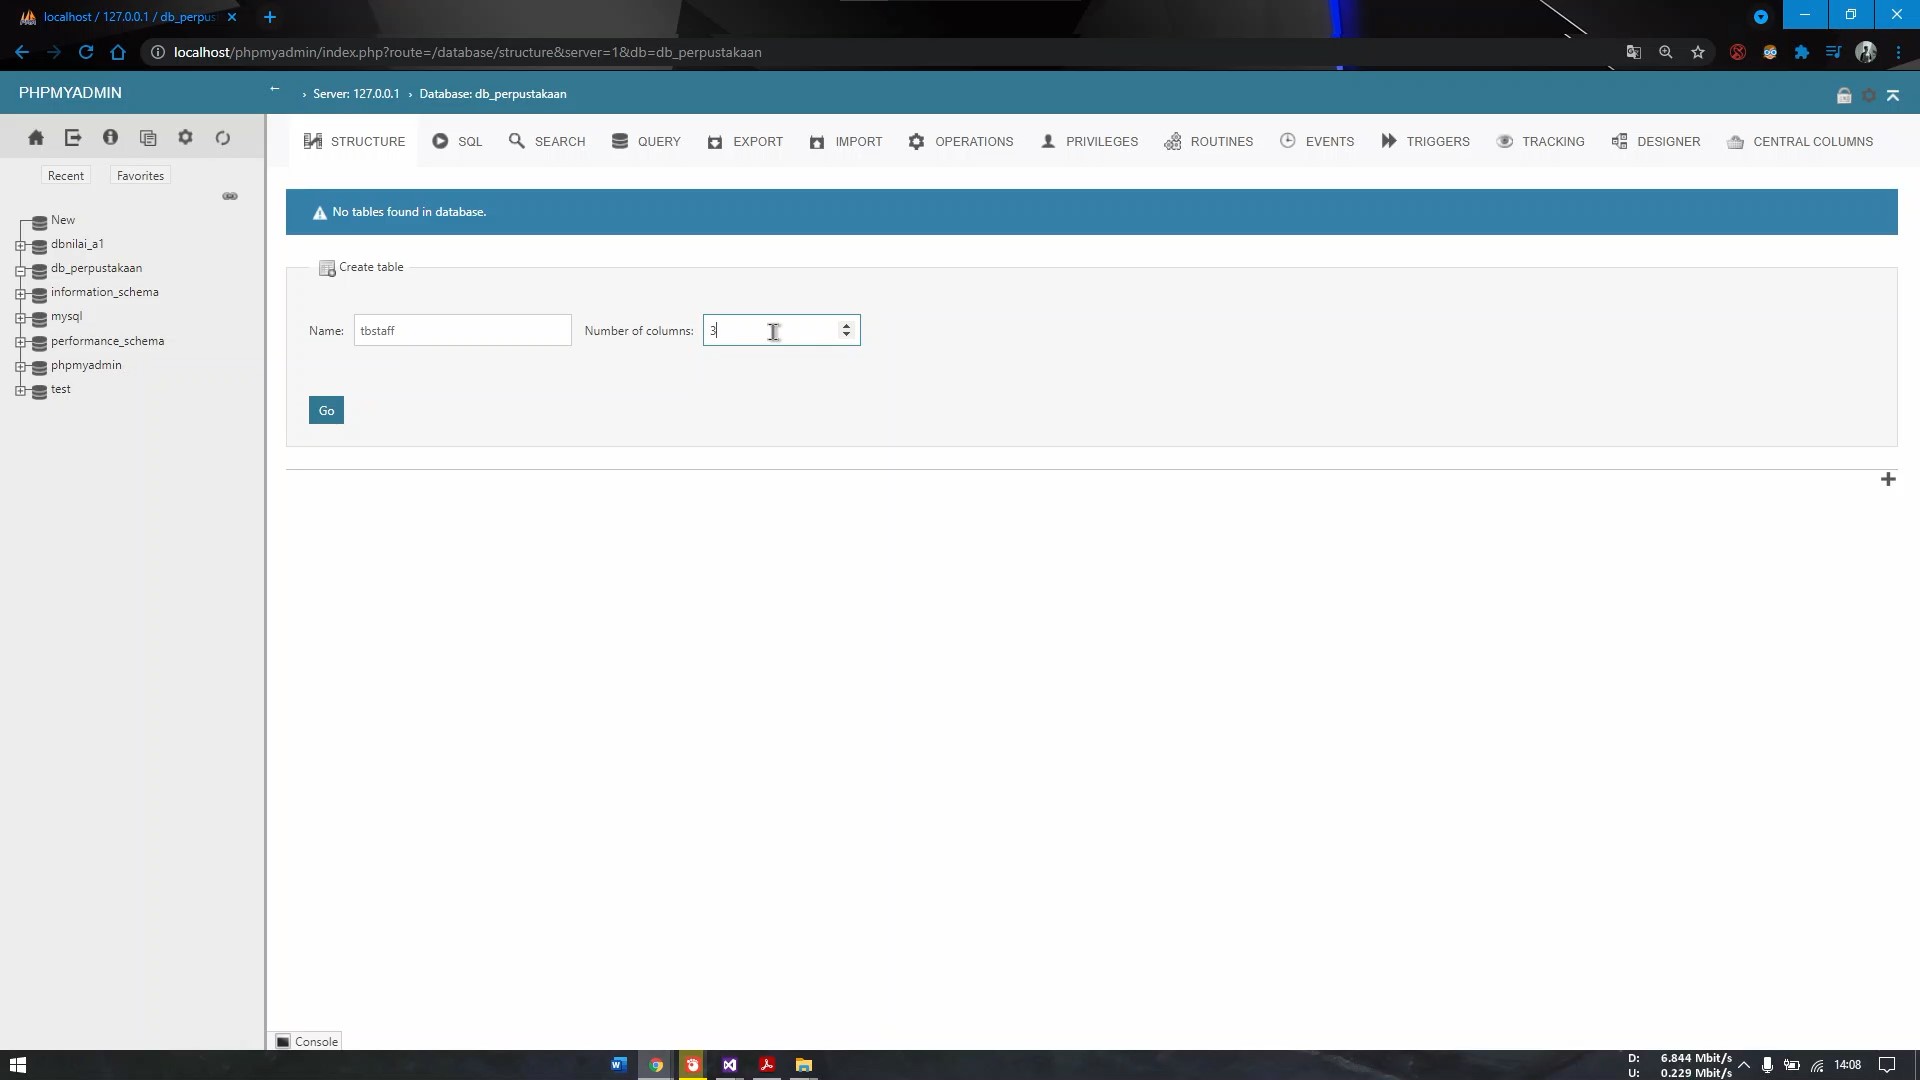 localhost / 127.0.0.1 / db_perpus
localhost/phpmyadmin/index.php?route=/database/structure&server=1&db=db_perpustakaan
PHPMYADMIN
Server: 127.0.0.1 › Database: db_perpustakaan
STRUCTURE SQL SEARCH QUERY EXPORT IMPORT OPERATIONS PRIVILEGES ROUTINES EVENTS TRIGGERS TRACKING DESIGNER CENTRAL COLUMNS
Recent Favorites
New
dbnilai_a1
db_perpustakaan
information_schema
mysql
performance_schema
phpmyadmin
test
No tables found in database.
Create table
Name: tbstaff Number of columns: 3
Go
Console
D: 6.844 Mbit/s
U: 0.229 Mbit/s
14:08